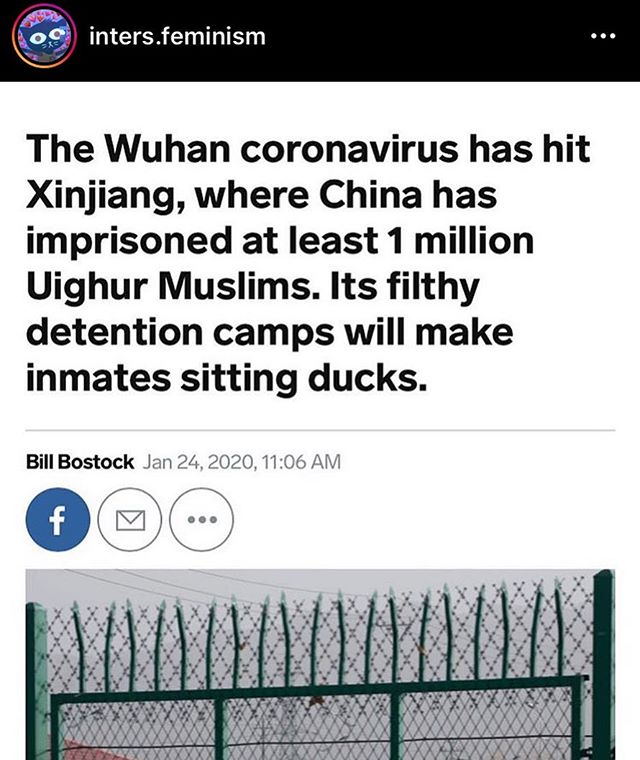 inters.feminism
The Wuhan coronavirus has hit
Xinjiang, where China has
imprisoned at least 1 million
Uighur Muslims. Its filthy
detention camps will make
inmates sitting ducks.
Bill Bostock Jan 24, 2020, 11:06 AM
f